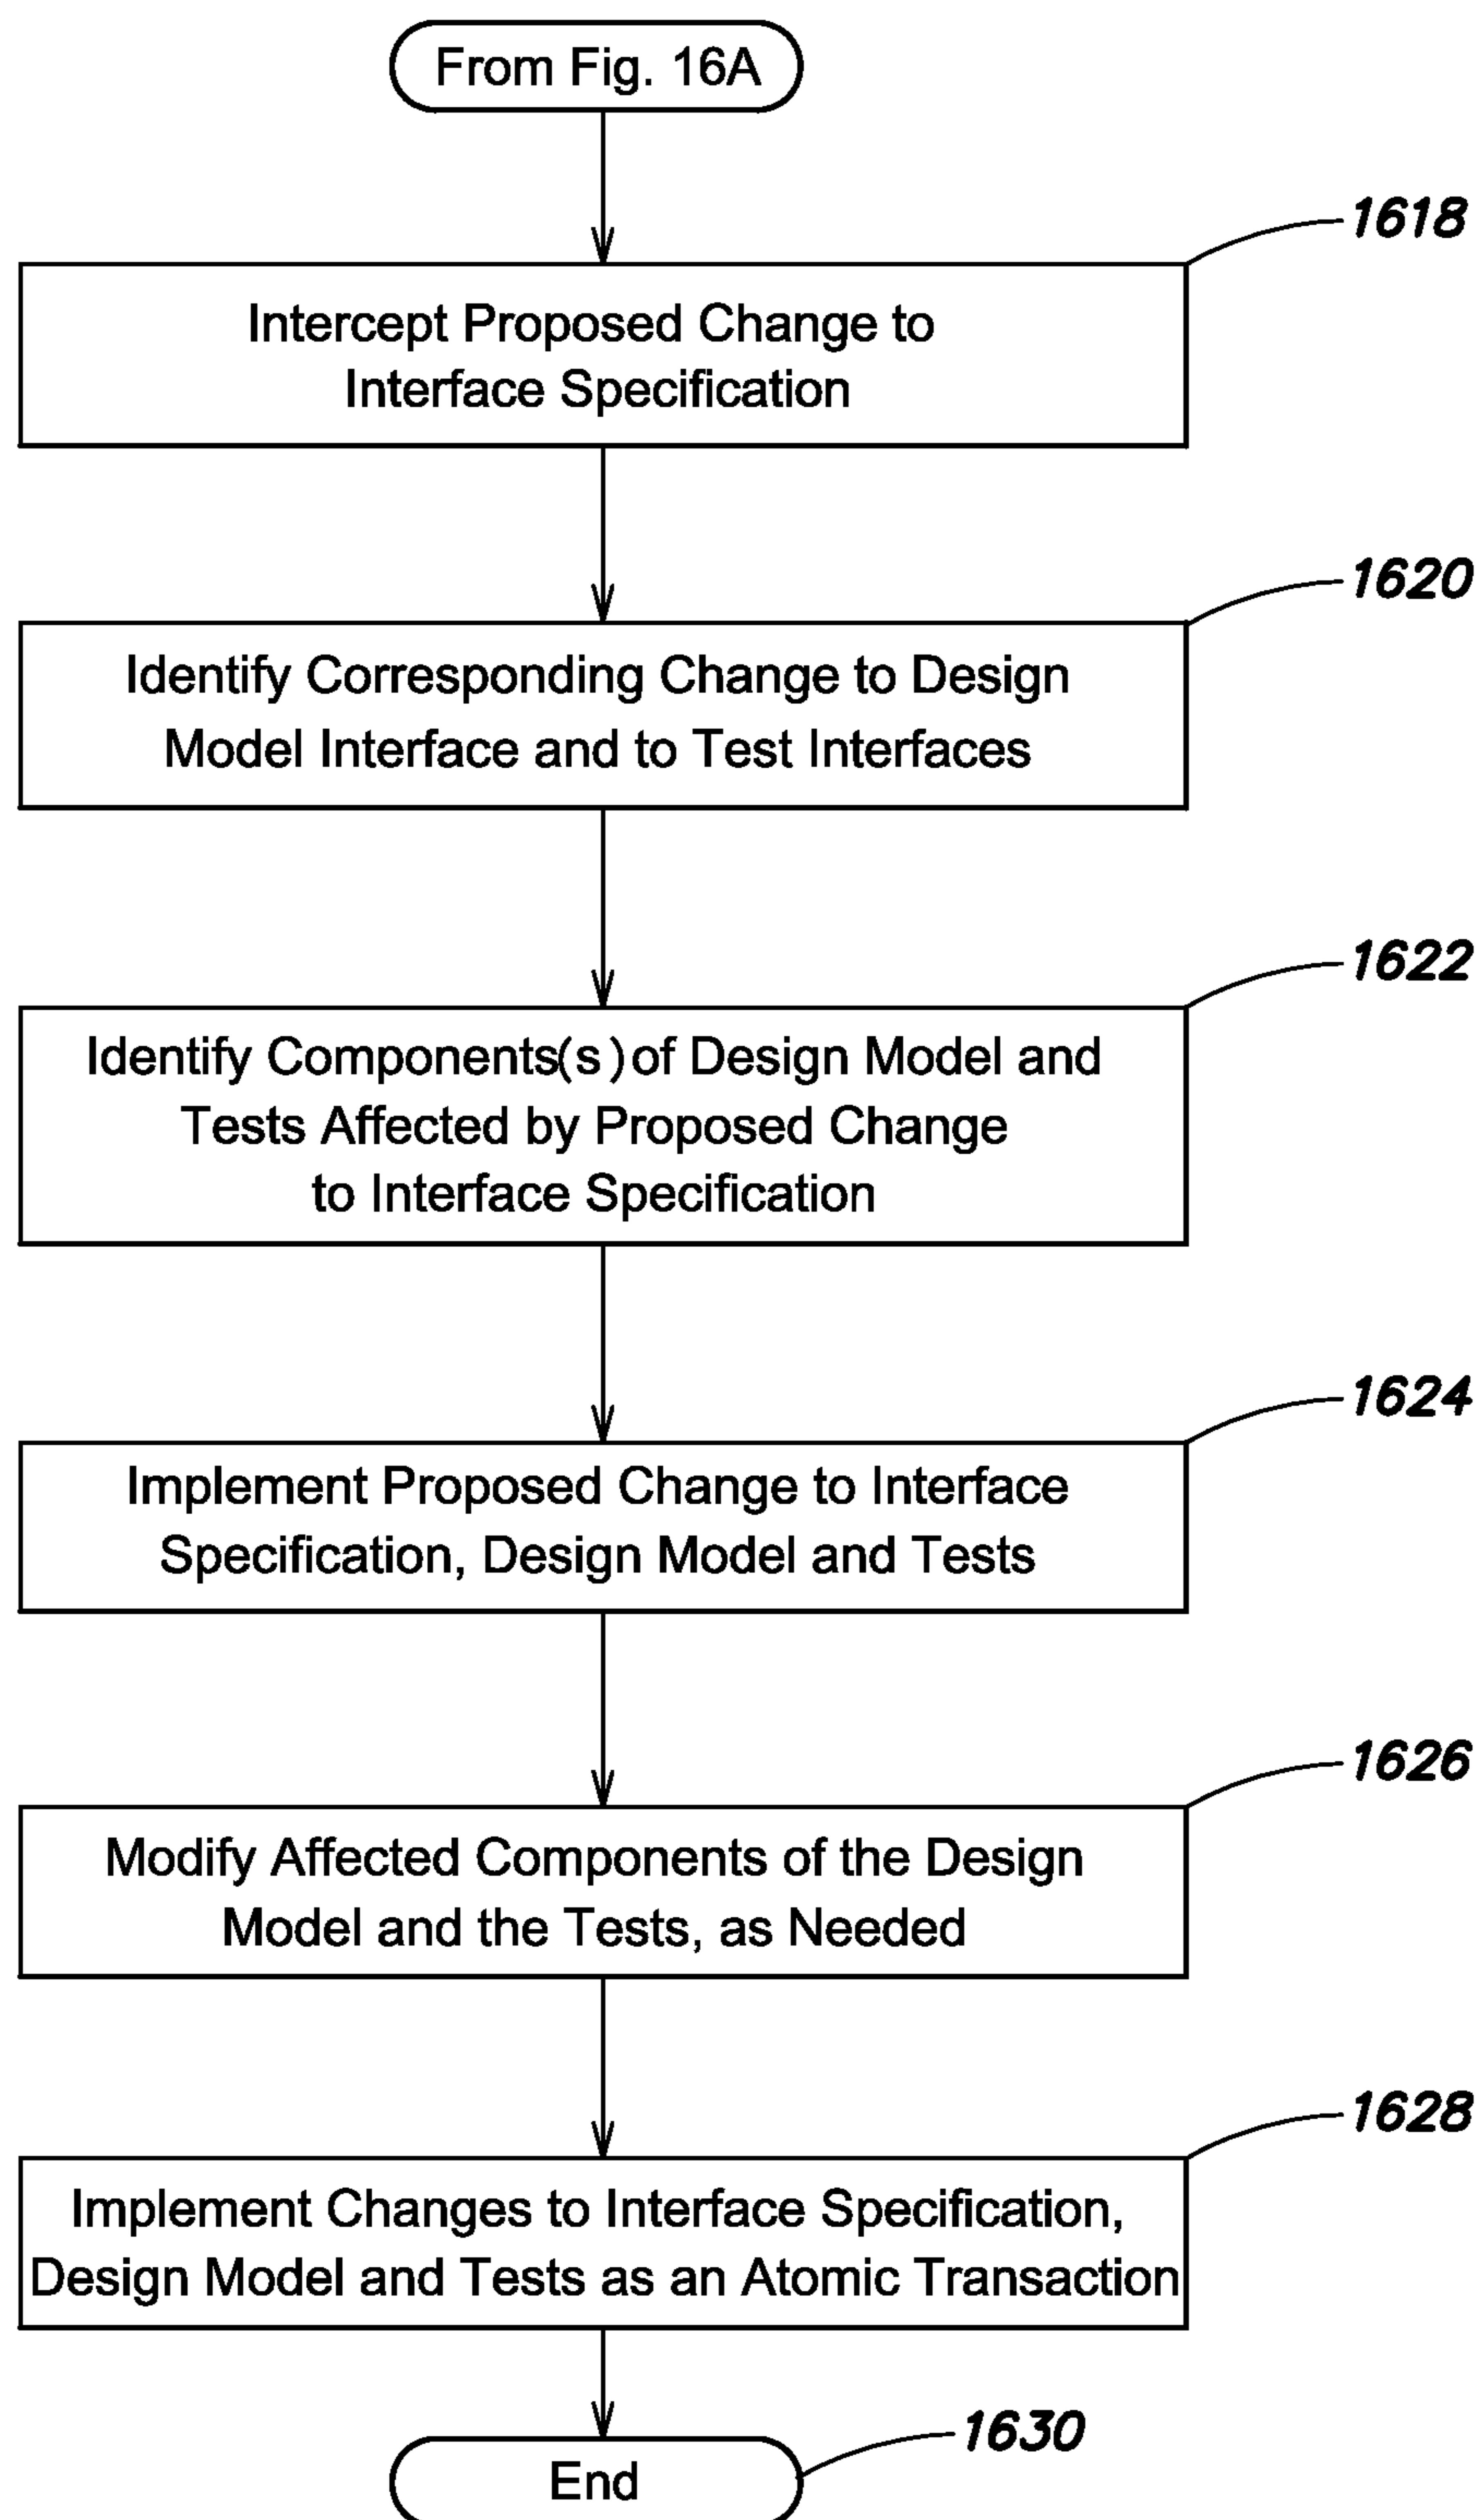 From Fig. 16A
1618
Intercept Proposed Change to
Interface Specification
1620
Identify Corresponding Change to Design
Model Interface and to Test Interfaces
1622
Identify Components(s) of Design Model and
Tests Affected by Proposed Change
to Interface Specification
1624
Implement Proposed Change to Interface
Specification, Design Model and Tests
1626
Modify Affected Components of the Design
Model and the Tests, as Needed
1628
Implement Changes to Interface Specification,
Design Model and Tests as an Atomic Transaction
1630
End